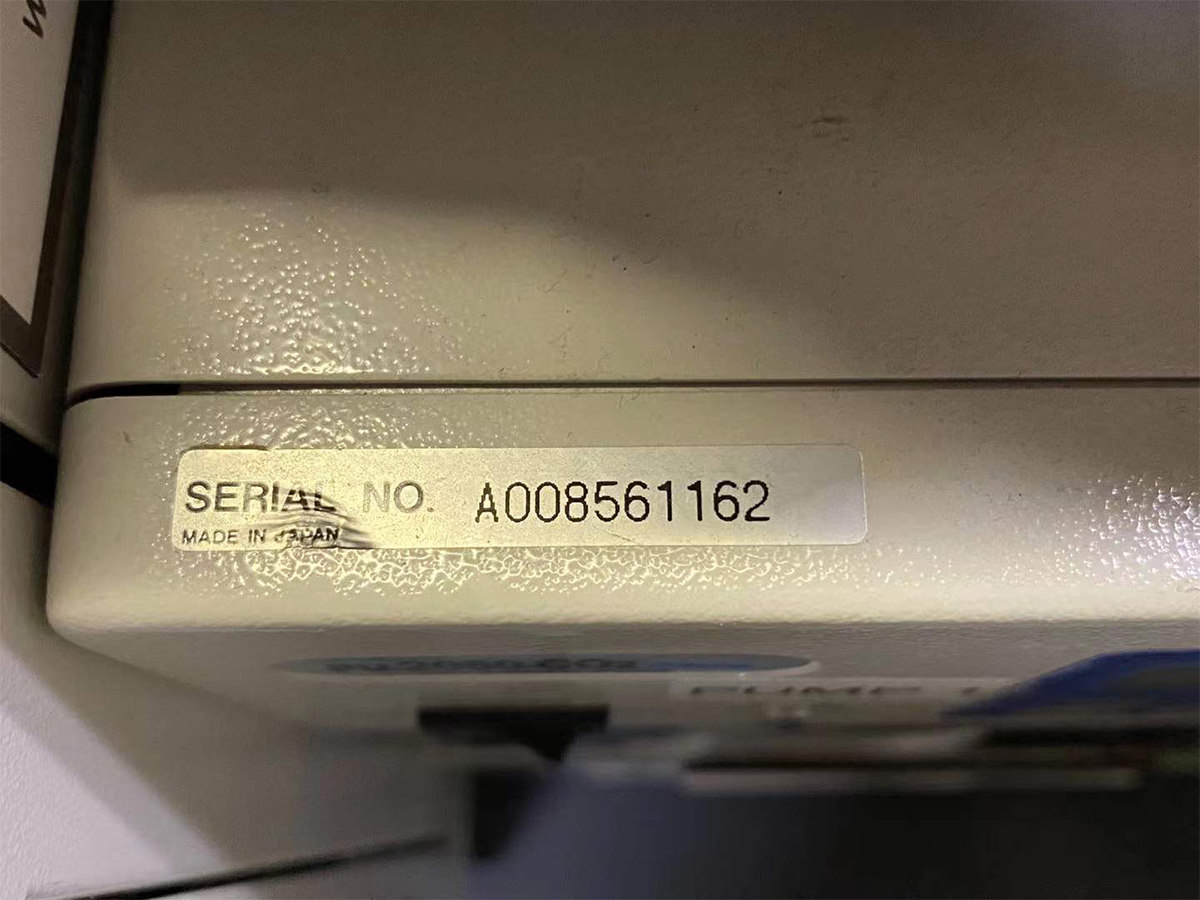 SERIAL NO. A008561162
MADE IN JAPAN